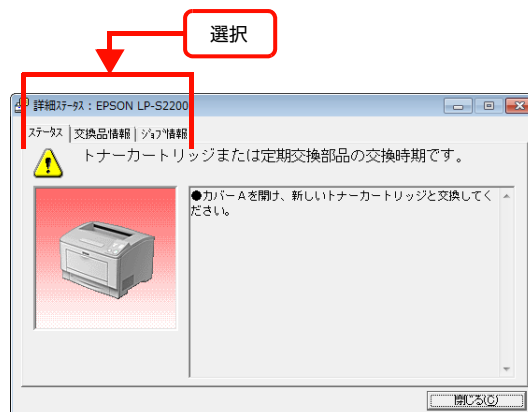 選択
詳細ステータス : EPSON LP-S2200
ステータス 交換品情報 ジョブ情報
トナーカートリッジまたは定期交換部品の交換時期です。
●カバーAを開け、新しいトナーカートリッジと交換してく
ださい。
閉じる(C)